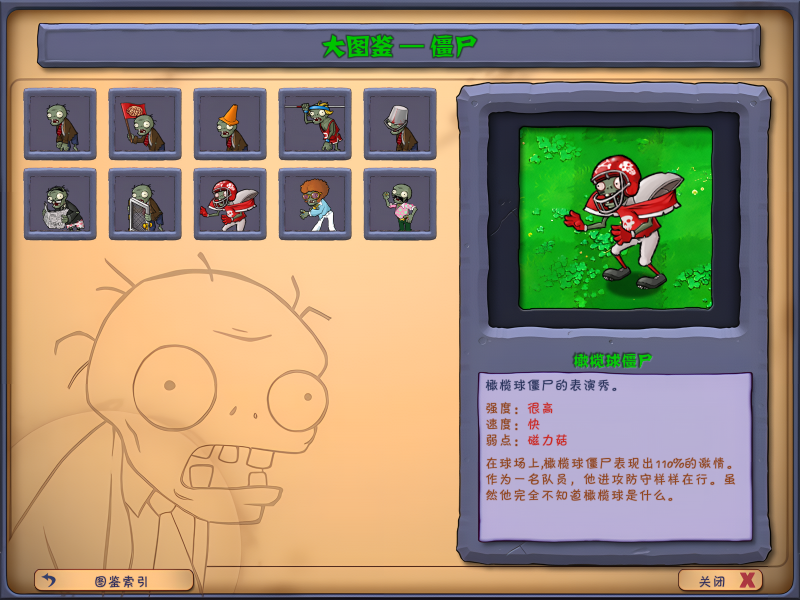 大图鉴 — 僵尸
橄榄球僵尸
橄榄球僵尸的表演秀。
强度：很高
速度：快
弱点：磁力菇
在球场上,橄榄球僵尸表现出110%的激情。
作为一名队员，他进攻防守样样在行。虽
然他完全不知道橄榄球是什么。
图鉴索引
关闭